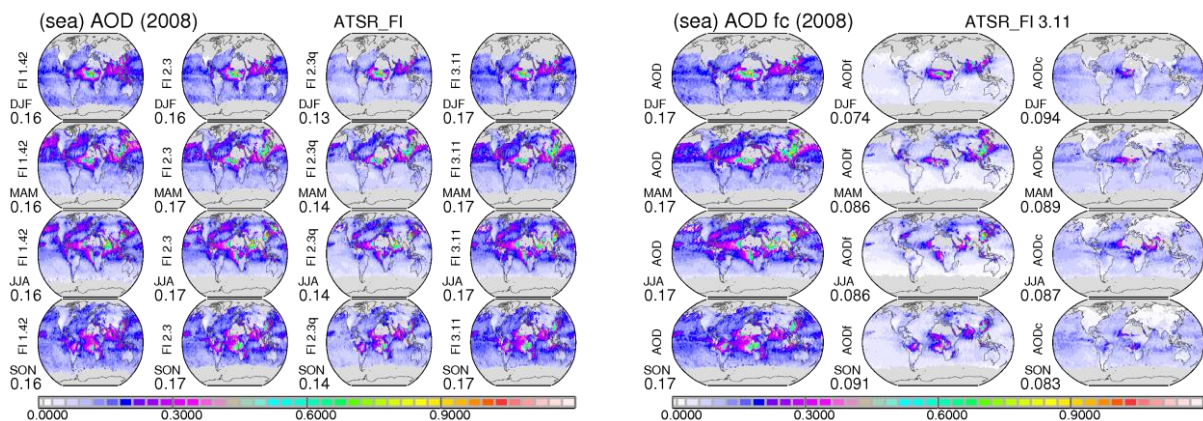 (sea) AOD (2008) ATSR_FI
FI 1.42 FI 2.3 FI 2.3q FI 3.11
DJF DJF DJF DJF
0.16 0.16 0.13 0.17
FI 1.42 FI 2.3 FI 2.3q FI 3.11
MAM MAM MAM MAM
0.16 0.17 0.14 0.17
FI 1.42 FI 2.3 FI 2.3q FI 3.11
JJA JJA JJA JJA
0.16 0.17 0.14 0.17
FI 1.42 FI 2.3 FI 2.3q FI 3.11
SON SON SON SON
0.16 0.17 0.14 0.17
0.0000 0.3000 0.6000 0.9000
(sea) AOD fc (2008) ATSR_FI 3.11
AOD AODf AODc
DJF DJF DJF
0.17 0.074 0.094
AOD AODf AODc
MAM MAM MAM
0.17 0.086 0.089
AOD AODf AODc
JJA JJA JJA
0.17 0.086 0.087
AOD AODf AODc
SON SON SON
0.17 0.091 0.083
0.0000 0.3000 0.6000 0.9000